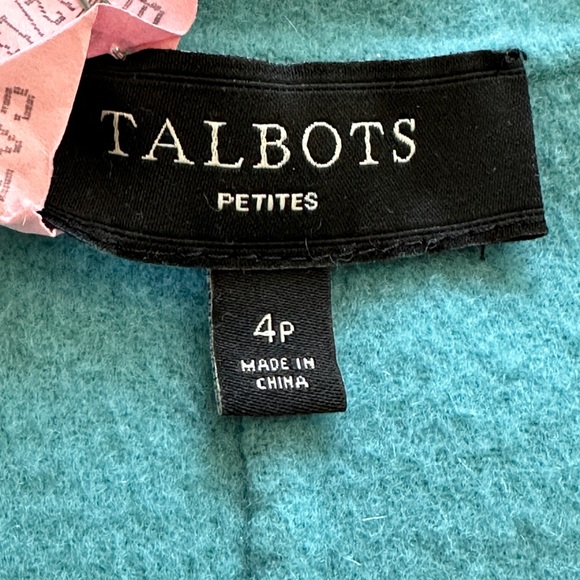 TALBOTS
PETITES
4P
MADE IN
CHINA